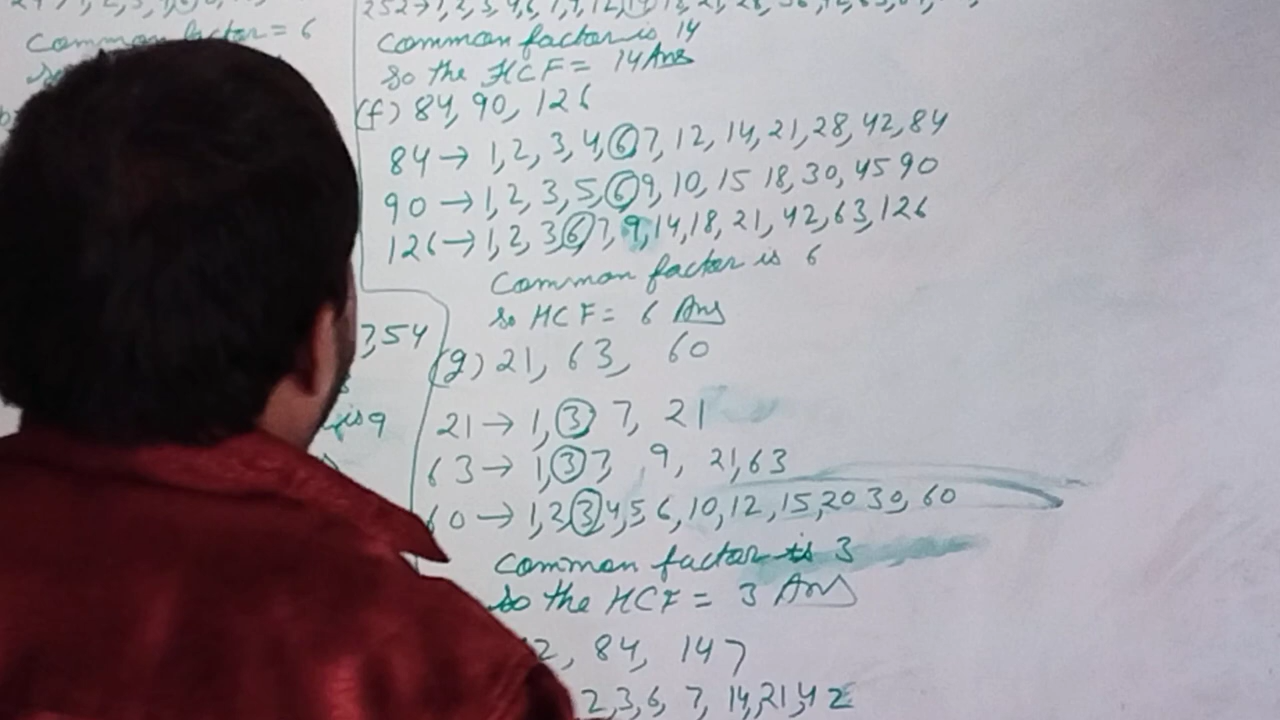 Common factor = 6
252→1,2,3,4,6,7,9,12,14,18,21,28,36,42,63,
Common factor is 14
So the HCF = 14 Ans
(f) 84, 90, 126
84 → 1, 2, 3, 4, 6 7, 12, 14, 21, 28, 42, 84
90 → 1, 2, 3, 5, 6 9, 10, 15 18, 30, 45 90
126 → 1, 2, 3 6 7, 9, 14, 18, 21, 42, 63, 126
Common factor is 6
so HCF = 6 Ans
,54
is 9
(g) 21, 63, 60
21 → 1, 3 7, 21
63 → 1, 3 7, 9, 21, 63
60 → 1, 2 3 4, 5 6, 10, 12, 15, 20 30, 60
Common factor is 3
So the HCF = 3 Ans
2, 84, 147
2, 3, 6, 7, 14, 21, 42